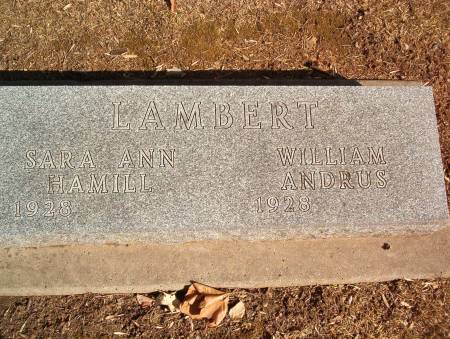 LAMBERT
SARA ANN
HAMILL
1928
WILLIAM
ANDRUS
1928